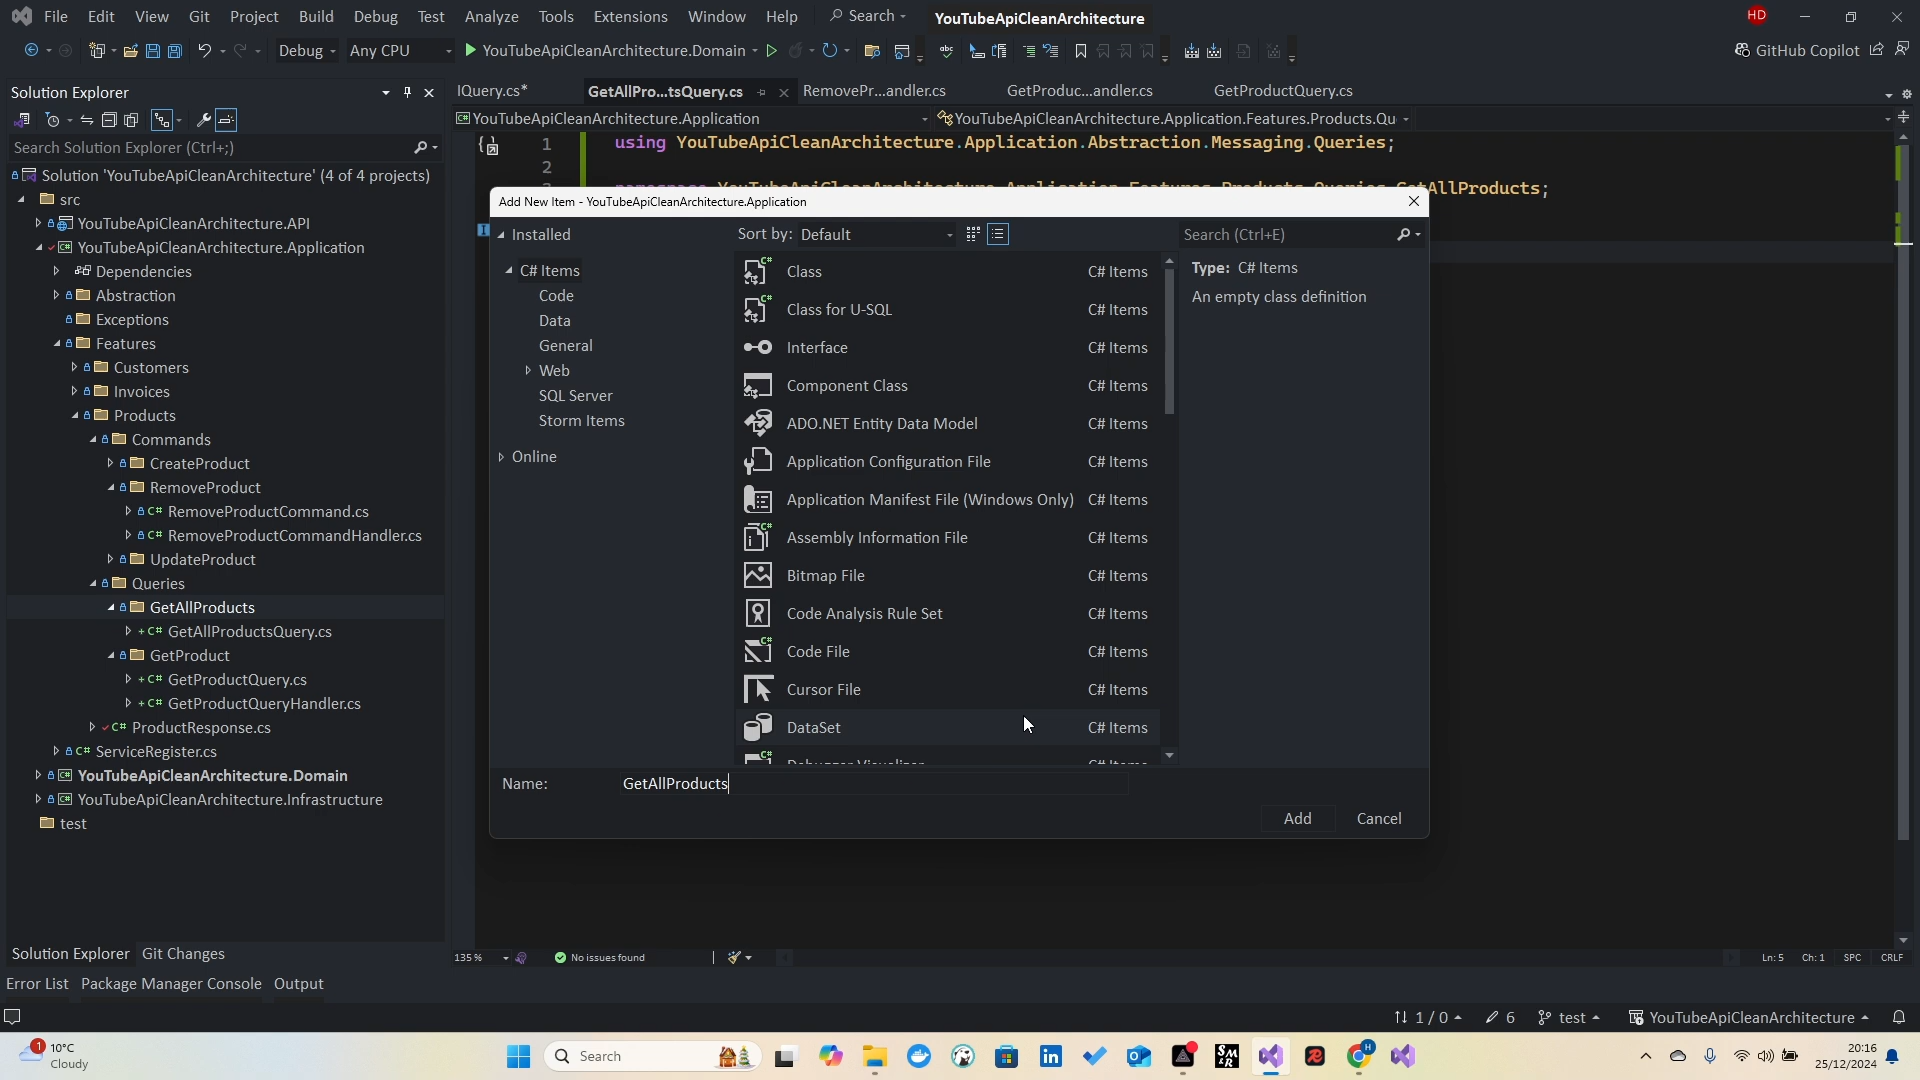 File Edit View Git Project Build Debug Test Analyze Tools Extensions Window Help Search YouTubeApiCleanArchitecture HD
Debug Any CPU YouTubeApiCleanArchitecture.Domain GitHub Copilot
Solution Explorer
IQuery.cs* GetAllPro...tsQuery.cs RemovePr...andler.cs GetProduc...andler.cs GetProductQuery.cs
YouTubeApiCleanArchitecture.Application YouTubeApiCleanArchitecture.Application.Features.Products.Qu
Search Solution Explorer (Ctrl+;)
1 using YouTubeApiCleanArchitecture.Application.Abstraction.Messaging.Queries;
2
Solution 'YouTubeApiCleanArchitecture' (4 of 4 projects)
src
YouTubeApiCleanArchitecture.API
YouTubeApiCleanArchitecture.Application
Dependencies
Abstraction
Exceptions
Features
Customers
Invoices
Products
Commands
CreateProduct
RemoveProduct
RemoveProductCommand.cs
RemoveProductCommandHandler.cs
UpdateProduct
Queries
GetAllProducts
GetAllProductsQuery.cs
GetProduct
GetProductQuery.cs
GetProductQueryHandler.cs
ProductResponse.cs
ServiceRegister.cs
YouTubeApiCleanArchitecture.Domain
YouTubeApiCleanArchitecture.Infrastructure
test
Solution Explorer Git Changes
Add New Item - YouTubeApiCleanArchitecture.Application
Installed
C# Items
Code
Data
General
Web
SQL Server
Storm Items
Online
Sort by: Default
Search (Ctrl+E)
Class C# Items
Class for U-SQL C# Items
Interface C# Items
Component Class C# Items
ADO.NET Entity Data Model C# Items
Application Configuration File C# Items
Application Manifest File (Windows Only) C# Items
Assembly Information File C# Items
Bitmap File C# Items
Code Analysis Rule Set C# Items
Code File C# Items
Cursor File C# Items
DataSet C# Items
Type: C# Items
An empty class definition
Name: GetAllProducts
Add Cancel
135 % No issues found Ln: 5 Ch: 1 SPC CRLF
Error List Package Manager Console Output
1 / 0 6 test YouTubeApiCleanArchitecture
1 10°C
Cloudy
Search
20:16
25/12/2024